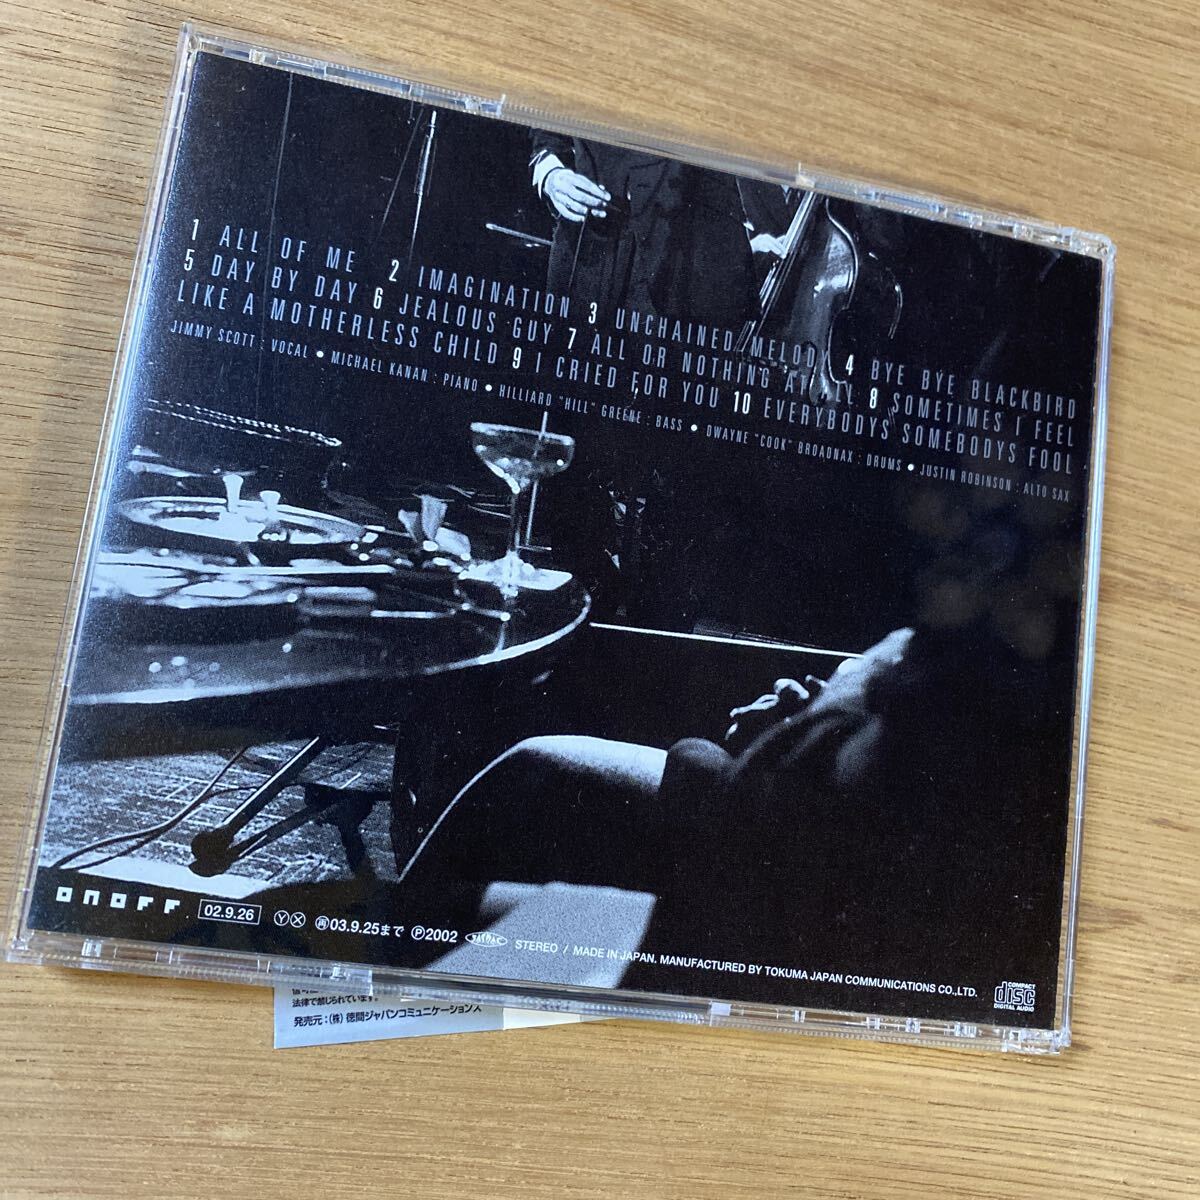 1 ALL OF ME 2 IMAGINATION 3 UNCHAINED MELODY 4 BYE BYE BLACKBIRD
5 DAY BY DAY 6 JEALOUS GUY 7 ALL OR NOTHING AT ALL 8 SOMETIMES I FEEL
LIKE A MOTHERLESS CHILD 9 I CRIED FOR YOU 10 EVERYBODYS SOMEBODYS FOOL
JIMMY SCOTT : VOCAL ● MICHAEL KANAN : PIANO ● HILLIARD "HILL" GREENE : BASS ● DWAYNE "COOK" BROADNAX : DRUMS ● JUSTIN ROBINSON : ALTO SAX
onoff 02.9.26 Ⓨ Ⓧ 再03.9.25まで Ⓟ2002 STEREO / MADE IN JAPAN. MANUFACTURED BY TOKUMA JAPAN COMMUNICATIONS CO.,LTD.
COMPACT
disc
DIGITAL AUDIO
法律で禁じられています。
発売元:(株)徳間ジャパンコミュニケーションズ